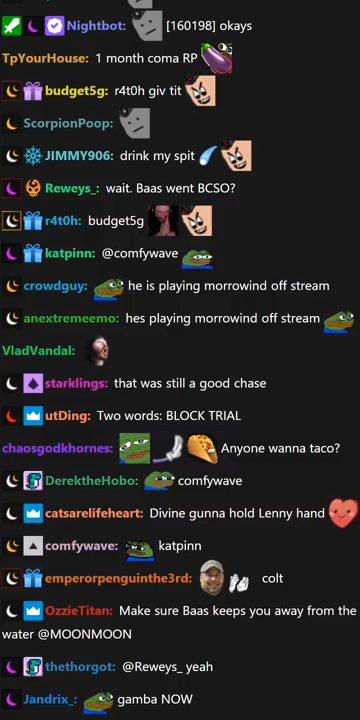 Nightbot: [160198] okays
TpYourHouse: 1 month coma RP
budget5g: r4t0h giv tit
ScorpionPoop:
JIMMY906: drink my spit
Reweys_: wait. Baas went BCSO?
r4t0h: budget5g
katpinn: @comfywave
crowdguy: he is playing morrowind off stream
anextremeemo: hes playing morrowind off stream
VladVandal:
starklings: that was still a good chase
utDing: Two words: BLOCK TRIAL
chaosgodkhornes: Anyone wanna taco?
DerektheHobo: comfywave
catsarelifeheart: Divine gunna hold Lenny hand
comfywave: katpinn
emperorpenguinthe3rd: colt
OzzieTitan: Make sure Baas keeps you away from the
water @MOONMOON
thethorgot: @Reweys_ yeah
Jandrix_: gamba NOW